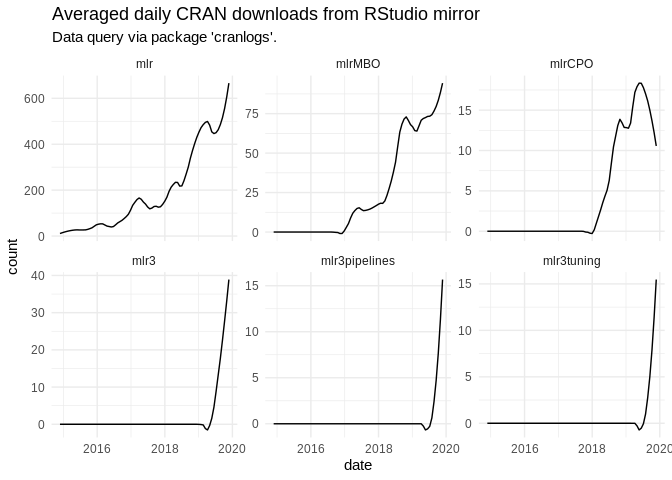 Averaged daily CRAN downloads from RStudio mirror
Data query via package 'cranlogs'.
mlr
mlrMBO
mlrCPO
600
400
200
0
75
50
25
0
15
10
5
0
count
mlr3
mlr3pipelines
mlr3tuning
40
30
20
10
0
15
10
5
0
15
10
5
0
2016 2018 2020
2016 2018 2020
2016 2018 2020
date